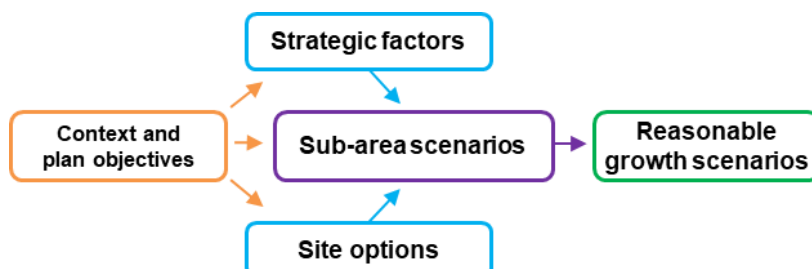 Strategic factors
Context and
plan objectives
Sub-area scenarios
Reasonable
growth scenarios
Site options